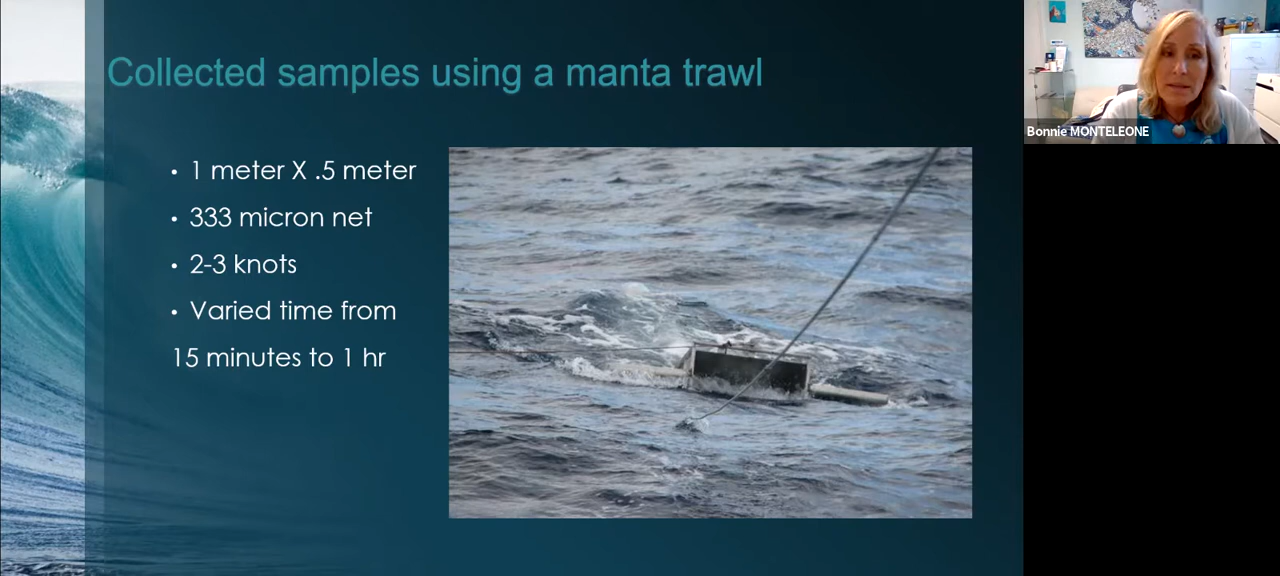 Collected samples using a manta trawl
• 1 meter X .5 meter
• 333 micron net
• 2-3 knots
• Varied time from
15 minutes to 1 hr
Bonnie MONTELEONE